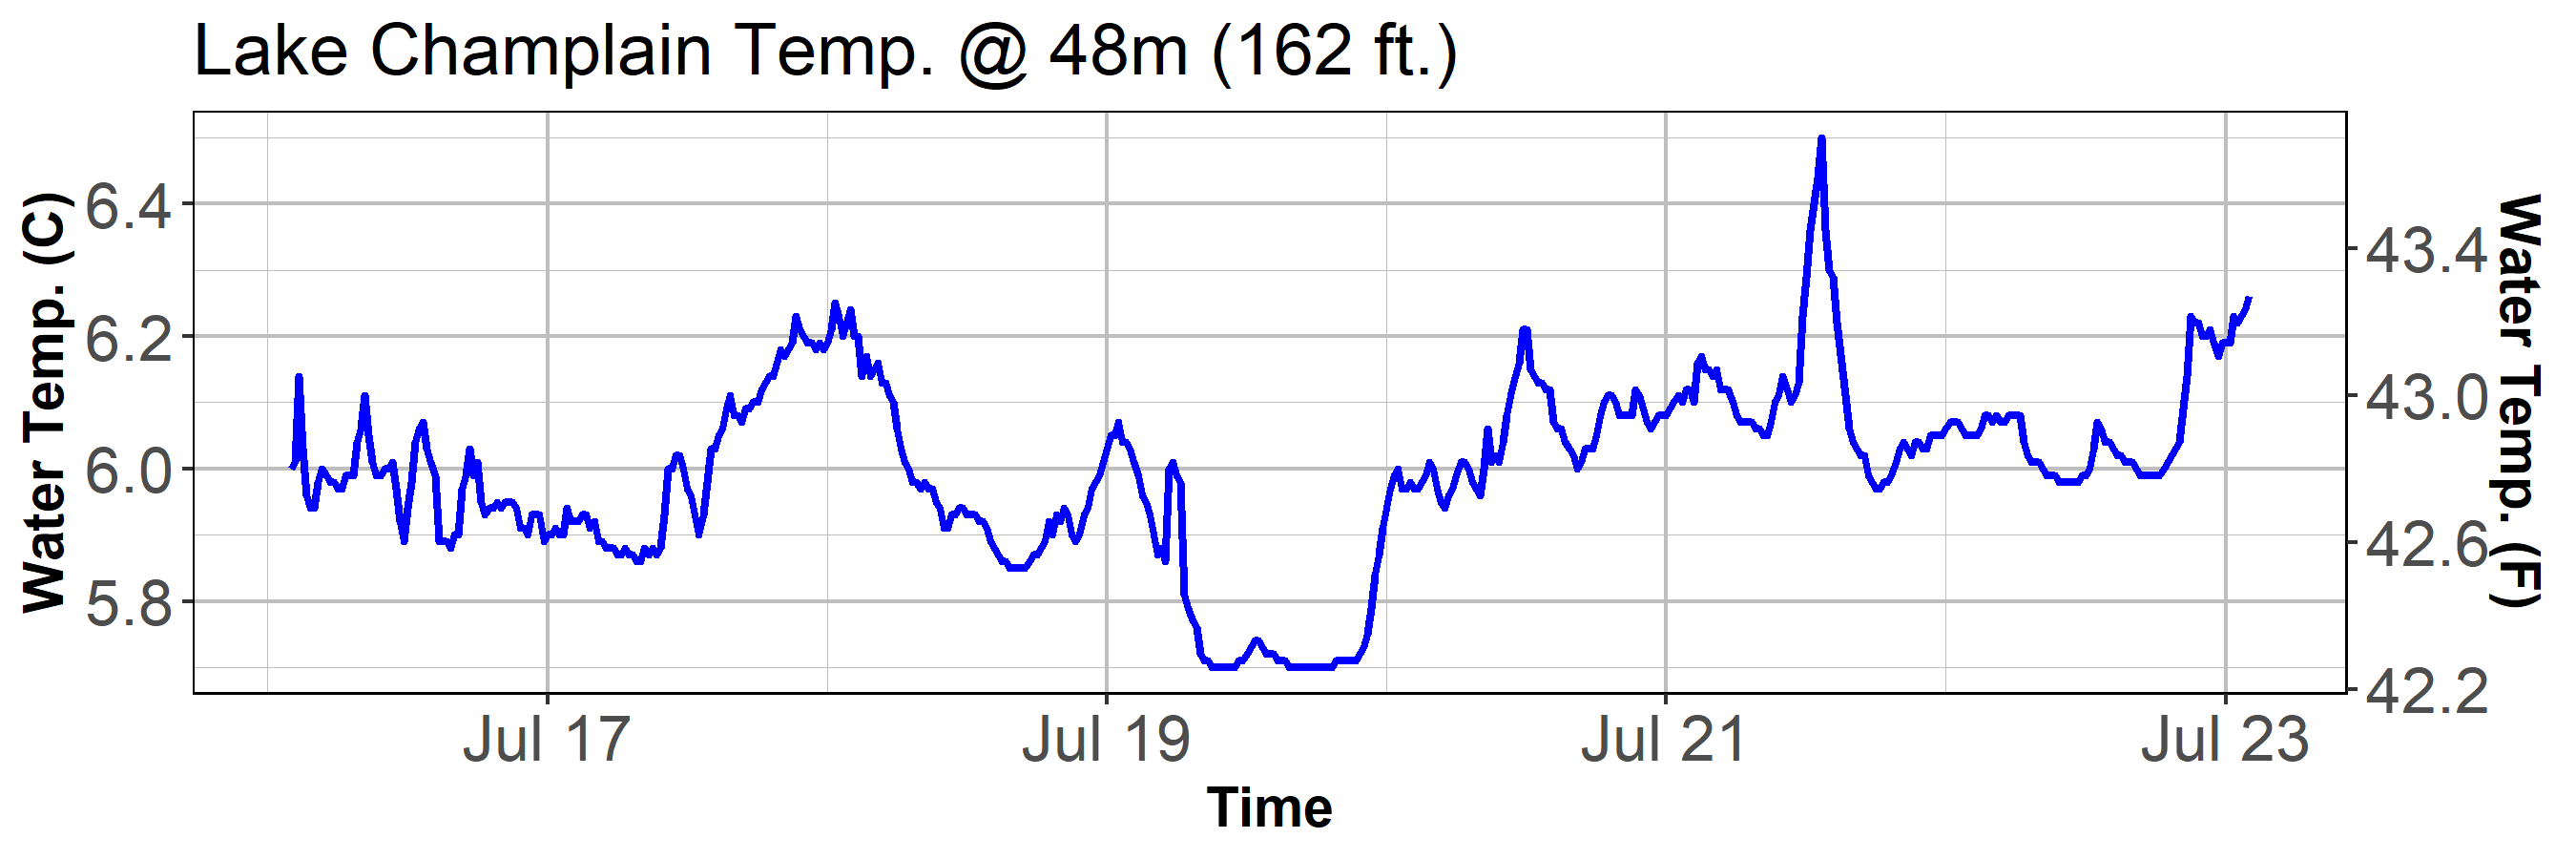 Lake Champlain Temp. @ 48m (162 ft.)
Water Temp. (C)
6.4
6.2
6.0
5.8
43.4
43.0
42.6
42.2
Water Temp. (F)
Jul 17 Jul 19 Jul 21 Jul 23
Time